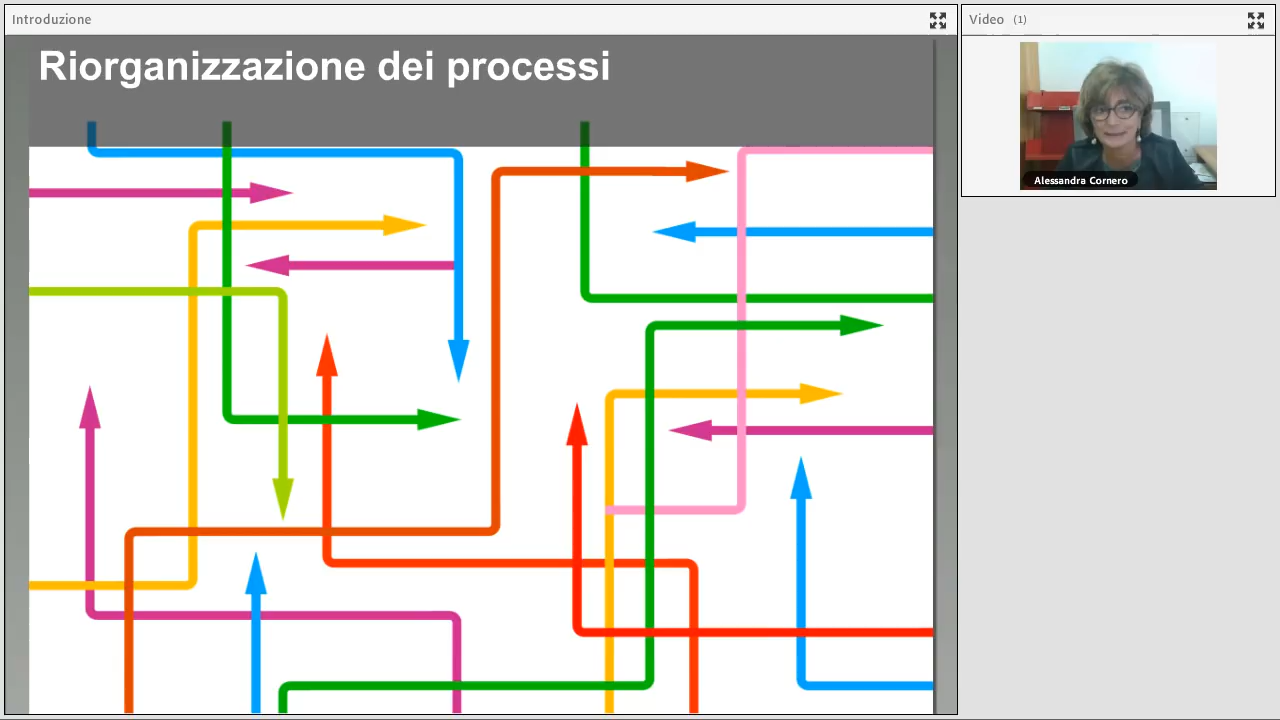 Introduzione
Video (1)
Riorganizzazione dei processi
Alessandra Cornero